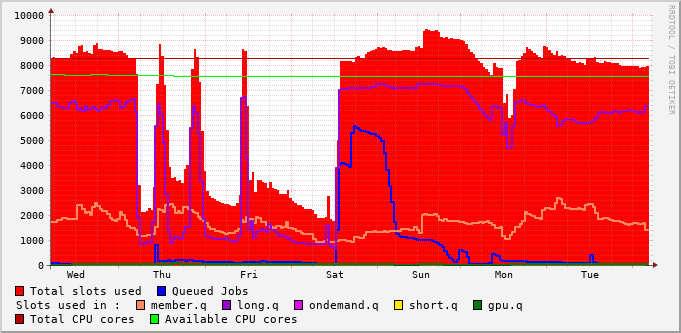 10000
9000
8000
7000
6000
5000
4000
3000
2000
1000
0
Wed Thu Fri Sat Sun Mon Tue
RRDTOOL / TOBI OETIKER
Total slots used Queued Jobs
Slots used in : member.q long.q ondemand.q short.q gpu.q
Total CPU cores Available CPU cores